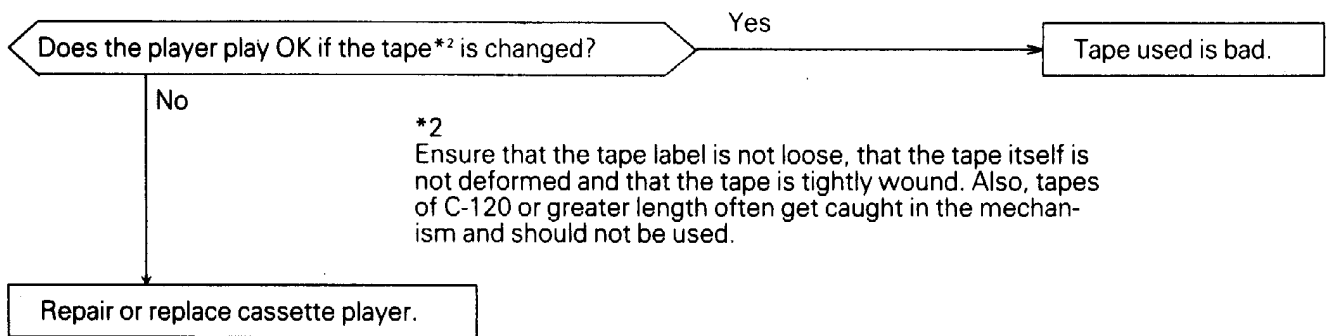 Yes
Does the player play OK if the tape*2 is changed?
Tape used is bad.
No
*2
Ensure that the tape label is not loose, that the tape itself is
not deformed and that the tape is tightly wound. Also, tapes
of C-120 or greater length often get caught in the mechan-
ism and should not be used.
Repair or replace cassette player.